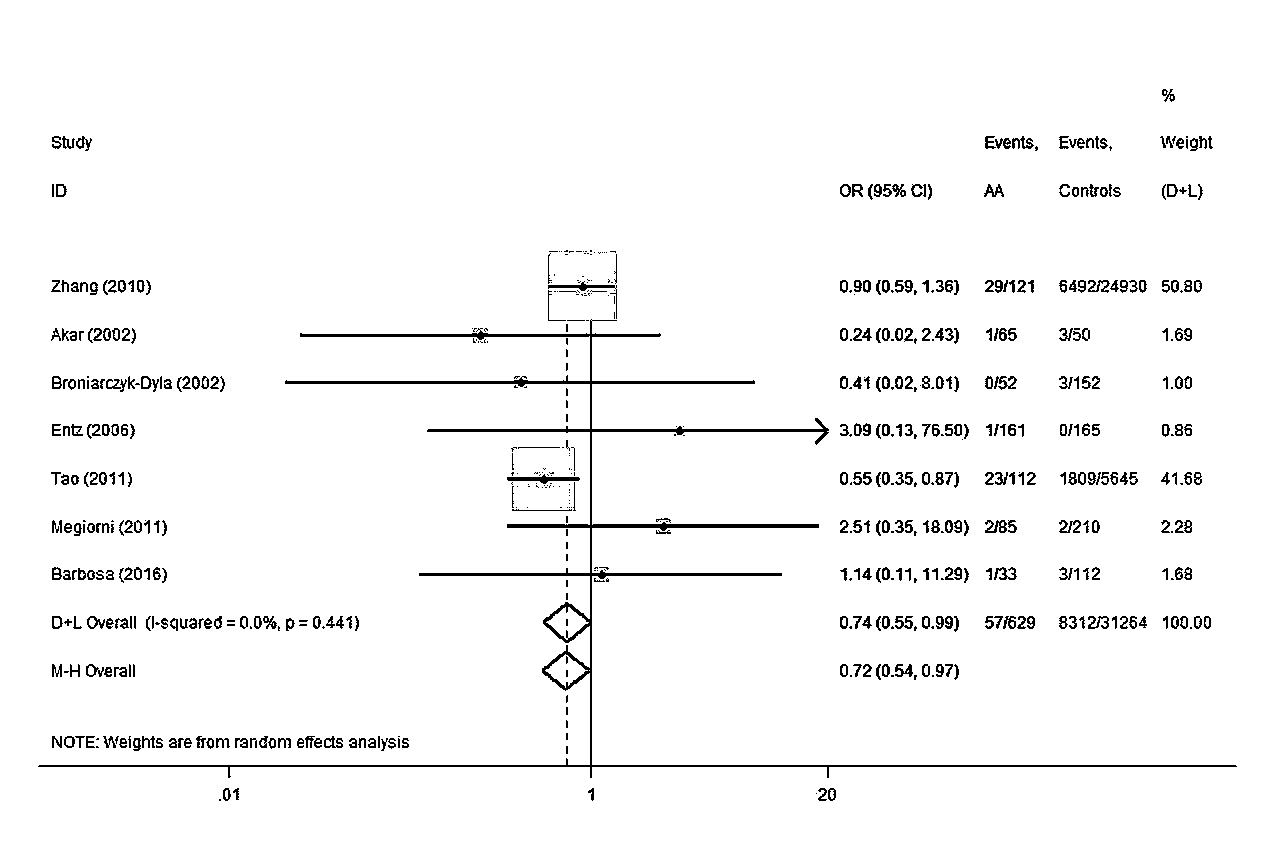 %
Study Events, Events, Weight
ID OR (95% CI) AA Controls (D+L)
Zhang (2010) 0.90 (0.59, 1.36) 29/121 6492/24930 50.80
Akar (2002) 0.24 (0.02, 2.43) 1/65 3/50 1.69
Broniarczyk-Dyla (2002) 0.41 (0.02, 8.01) 0/52 3/152 1.00
Entz (2006) 3.09 (0.13, 76.50) 1/161 0/165 0.86
Tao (2011) 0.55 (0.35, 0.87) 23/112 1809/5645 41.68
Megiorni (2011) 2.51 (0.35, 18.09) 2/85 2/210 2.28
Barbosa (2016) 1.14 (0.11, 11.29) 1/33 3/112 1.68
D+L Overall (I-squared = 0.0%, p = 0.441) 0.74 (0.55, 0.99) 57/629 8312/31264 100.00
M-H Overall 0.72 (0.54, 0.97)
NOTE: Weights are from random effects analysis
.01 1 20